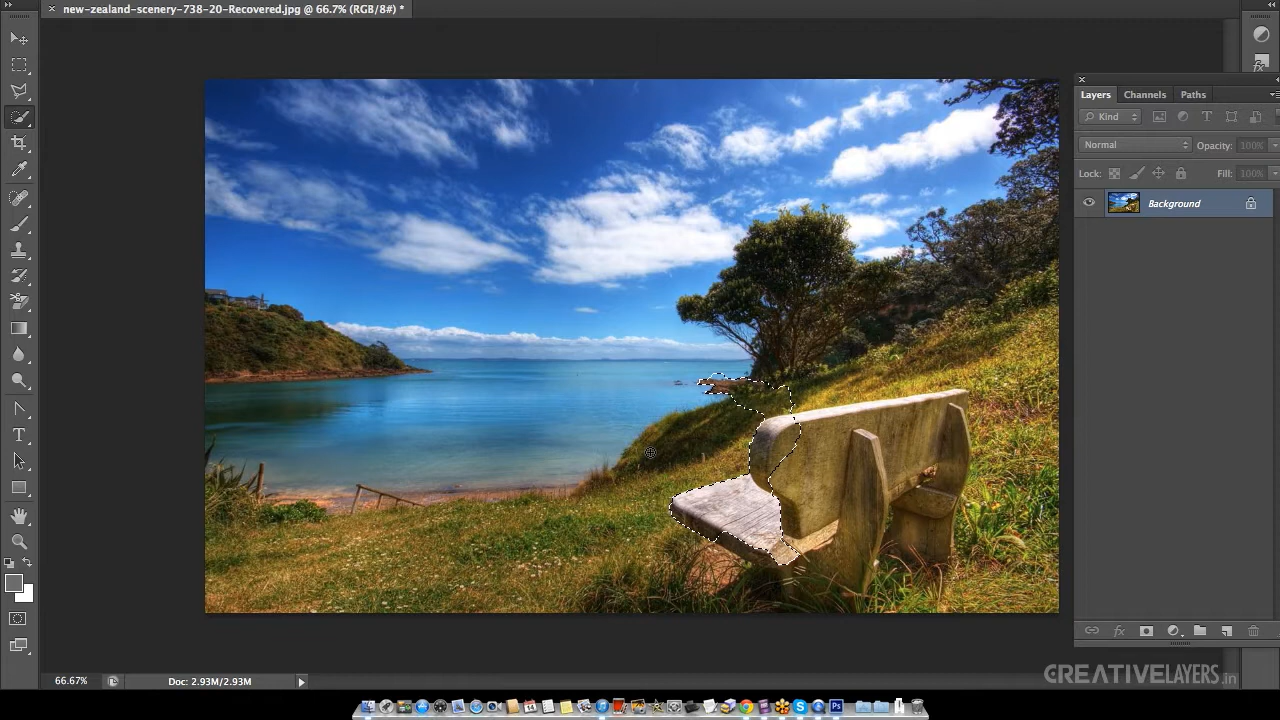 new-zealand-scenery-738-20-Recovered.jpg @ 66.7% (RGB/8#) *
Layers Channels Paths
Kind
Normal Opacity: 100%
Lock: Fill: 100%
Background
66.67% Doc: 2.93M/2.93M
CREATIVELAYERS.in